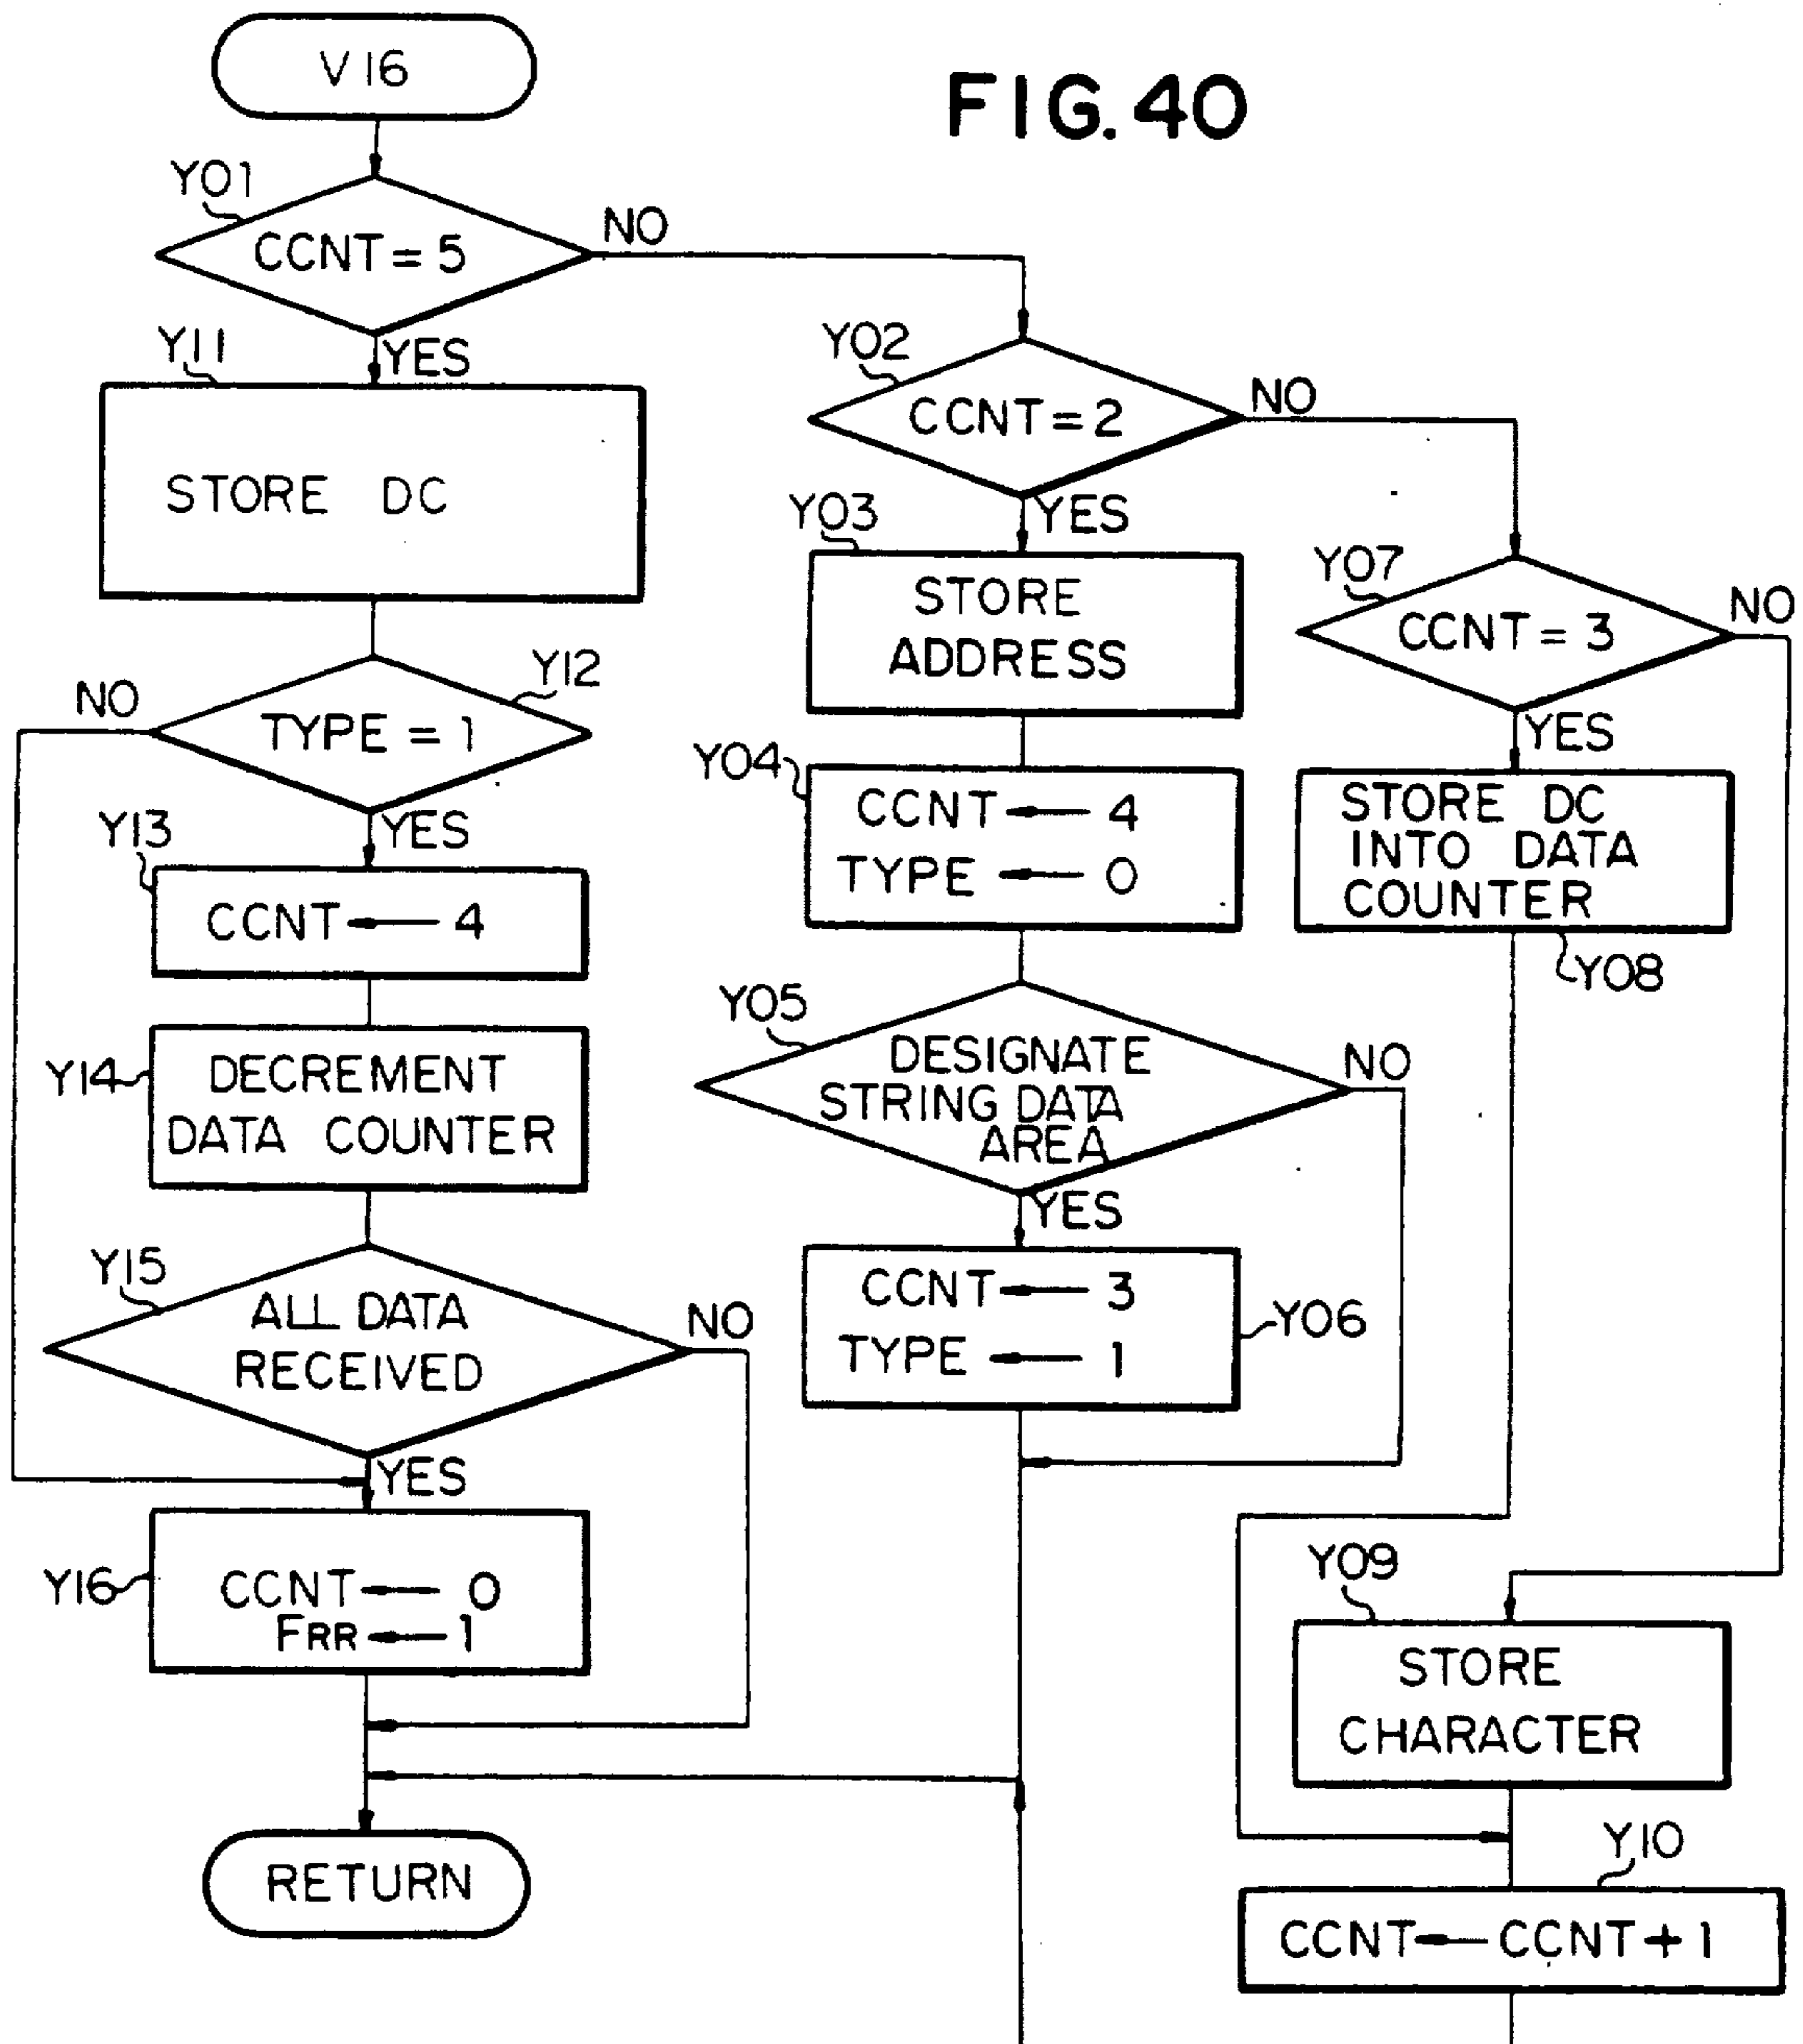 V16
FIG. 40
Y01
CCNT = 5
NO
YES
Y11
STORE DC
Y12
NO
TYPE = 1
YES
Y13
CCNT ← 4
Y14
DECREMENT
DATA COUNTER
Y15
ALL DATA
RECEIVED
NO
YES
Y16
CCNT ← 0
FRR ← 1
RETURN
Y02
CCNT = 2
NO
YES
Y03
STORE
ADDRESS
Y04
CCNT ← 4
TYPE ← 0
Y05
DESIGNATE
STRING DATA
AREA
NO
YES
CCNT ← 3
TYPE ← 1
Y06
Y07
CCNT = 3
NO
YES
STORE DC
INTO DATA
COUNTER
Y08
Y09
STORE
CHARACTER
Y10
CCNT ← CCNT + 1